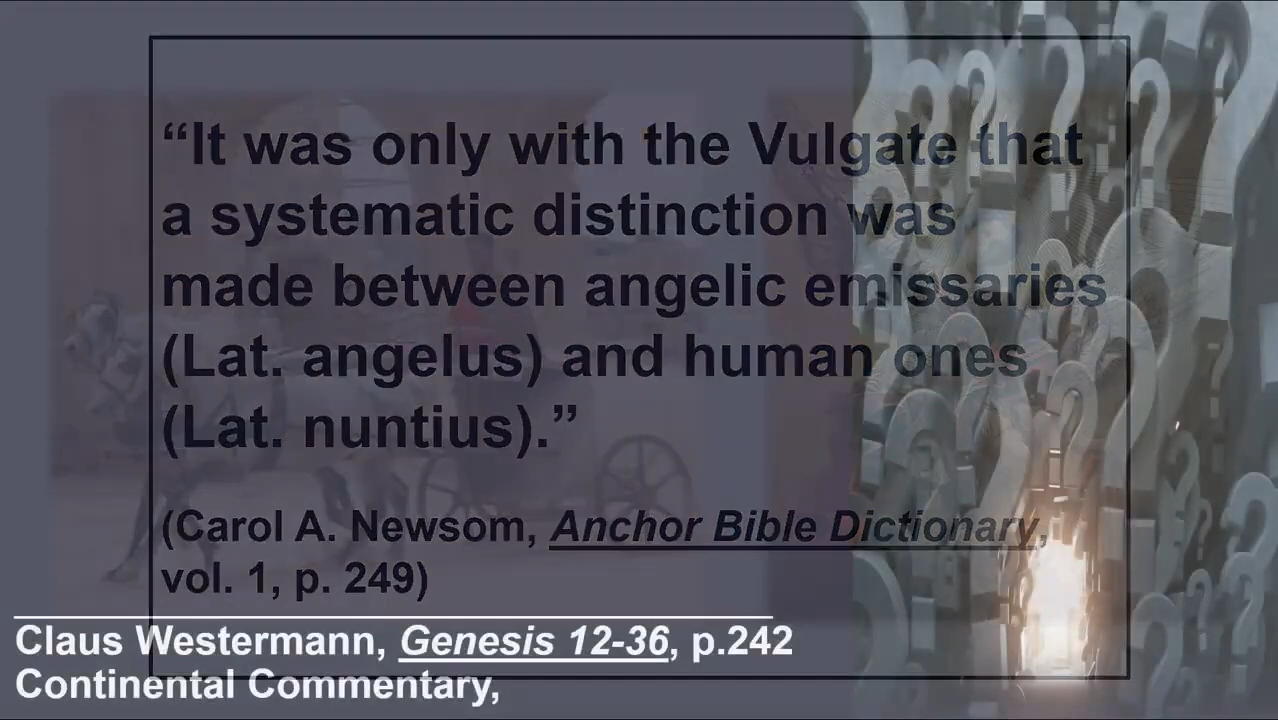 “It was only with the Vulgate that
a systematic distinction was
made between angelic emissaries
(Lat. angelus) and human ones
(Lat. nuntius).”
(Carol A. Newsom, Anchor Bible Dictionary,
vol. 1, p. 249)
Claus Westermann, Genesis 12-36, p.242
Continental Commentary,